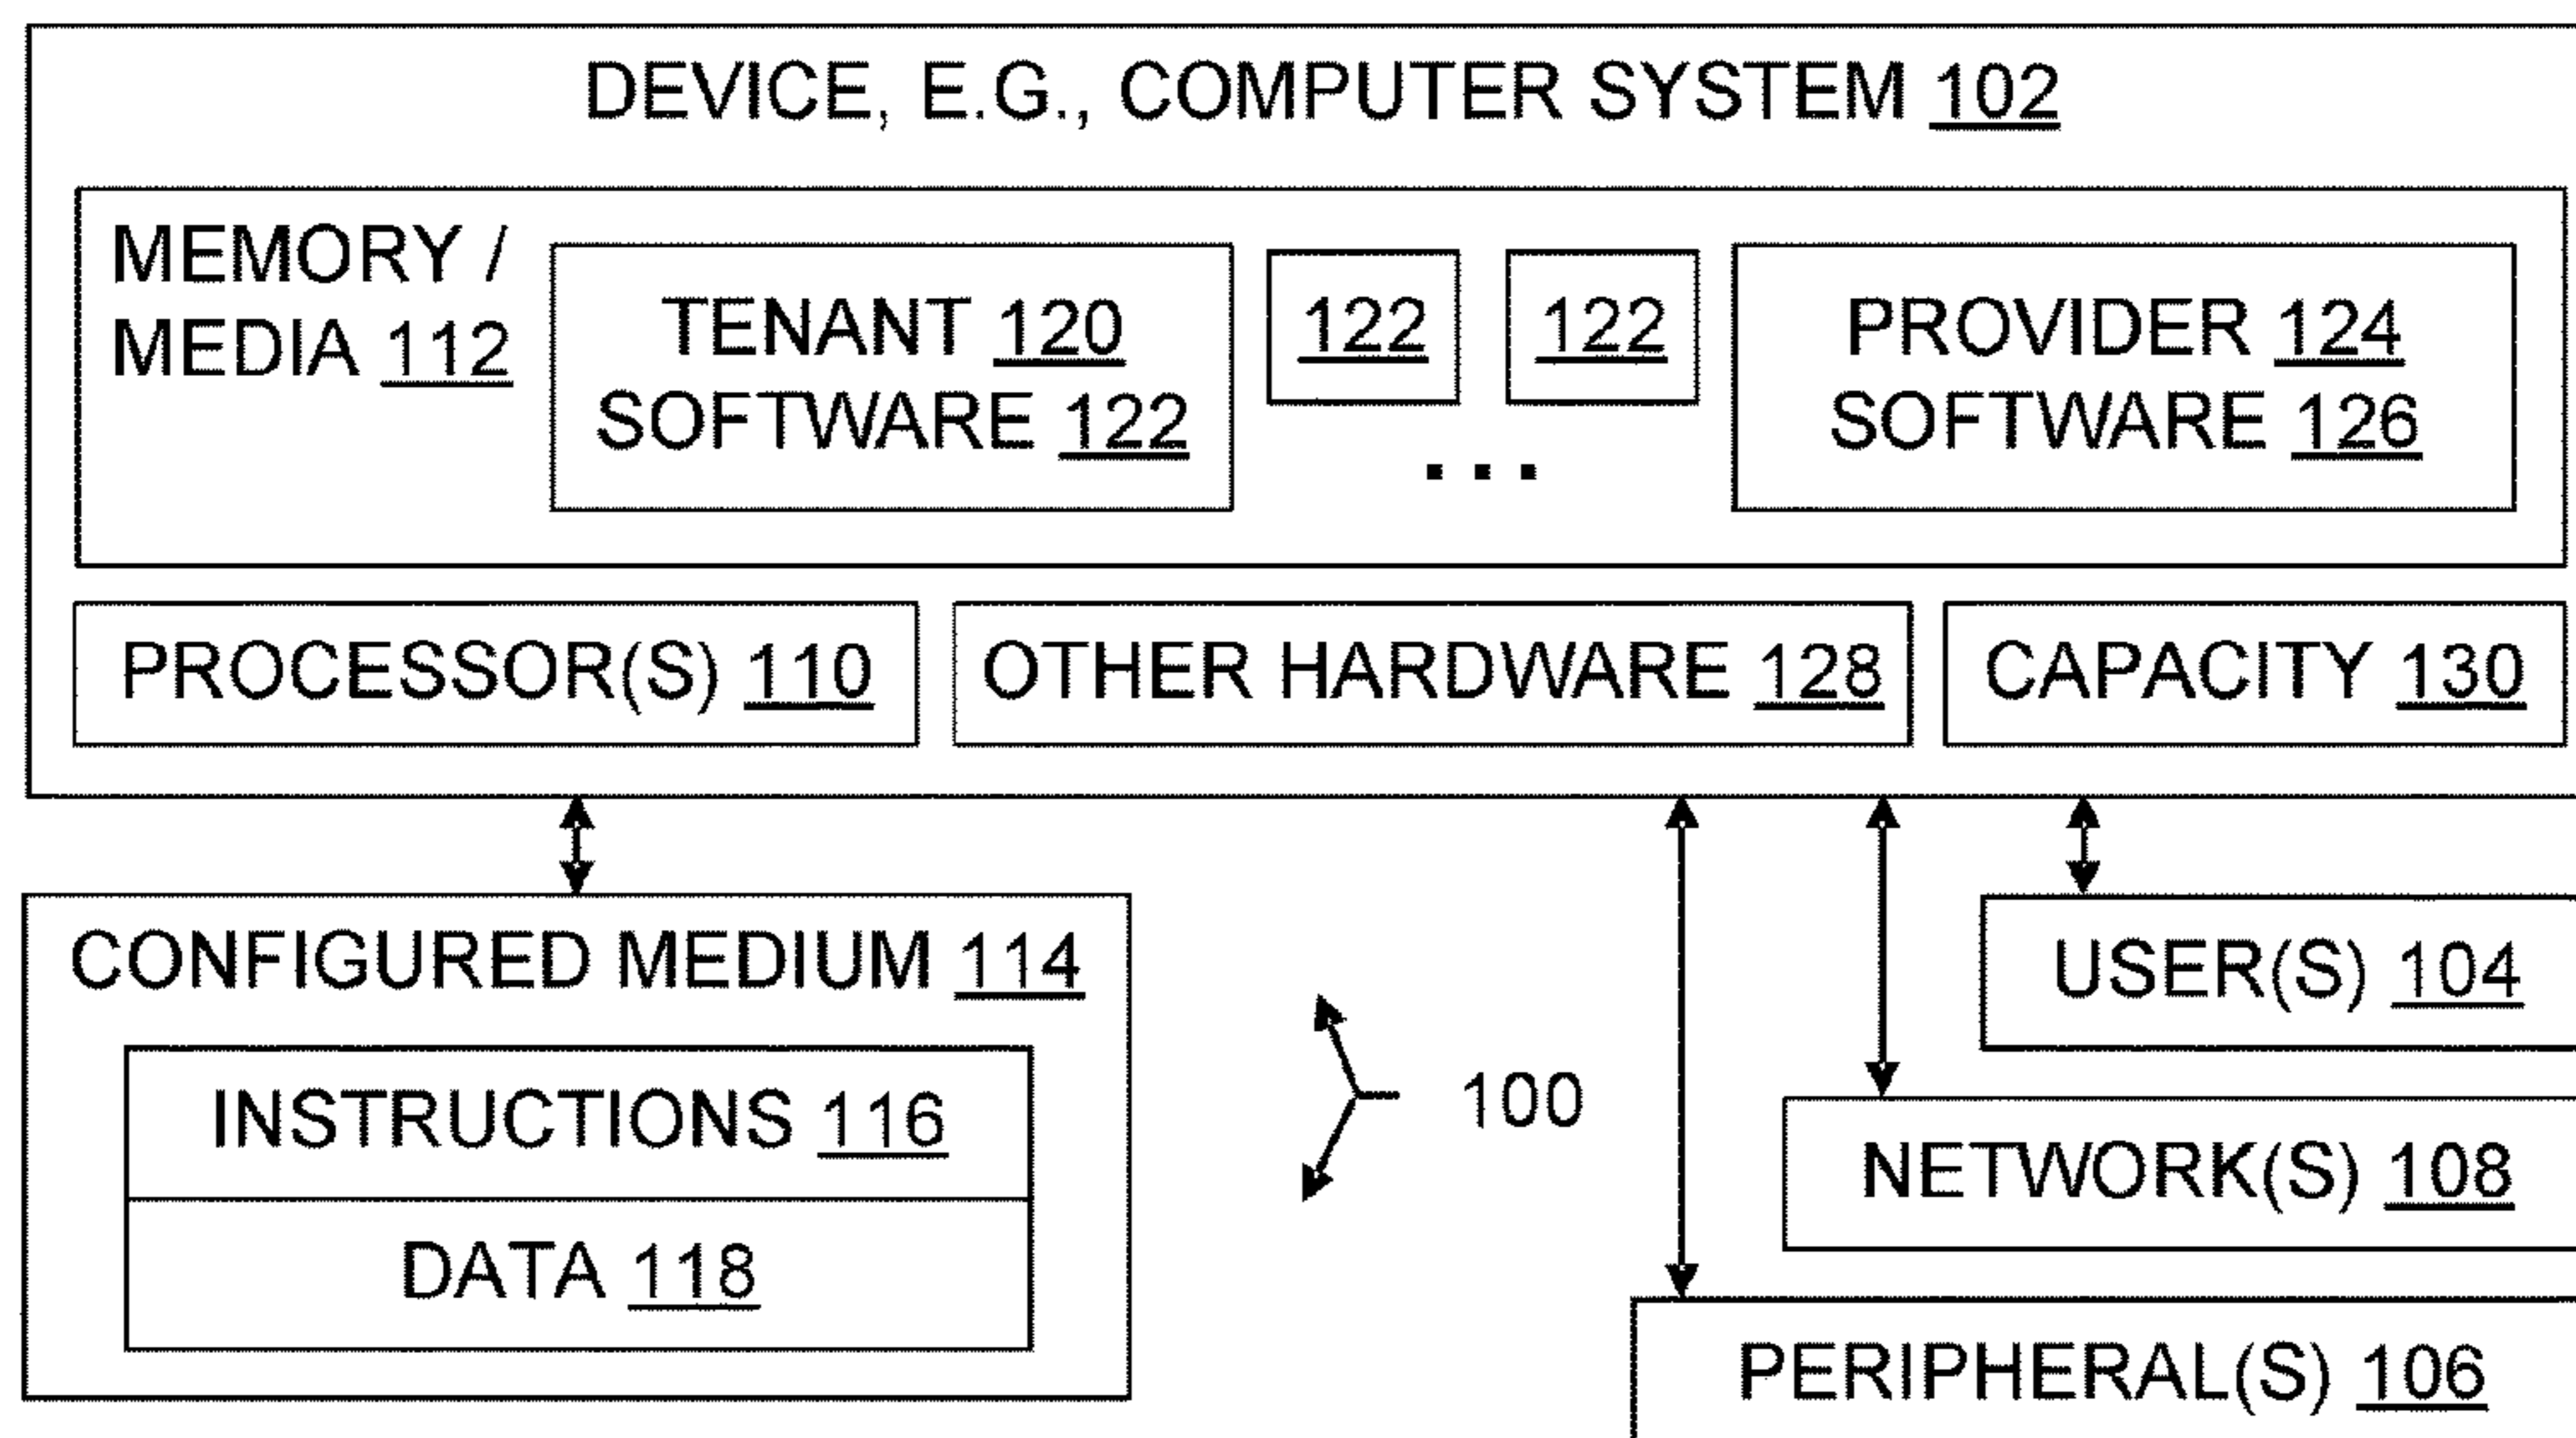 DEVICE, E.G., COMPUTER SYSTEM 102
MEMORY /
MEDIA 112
TENANT 120
SOFTWARE 122
122
122
...
PROVIDER 124
SOFTWARE 126
PROCESSOR(S) 110
OTHER HARDWARE 128
CAPACITY 130
CONFIGURED MEDIUM 114
INSTRUCTIONS 116
DATA 118
100
USER(S) 104
NETWORK(S) 108
PERIPHERAL(S) 106